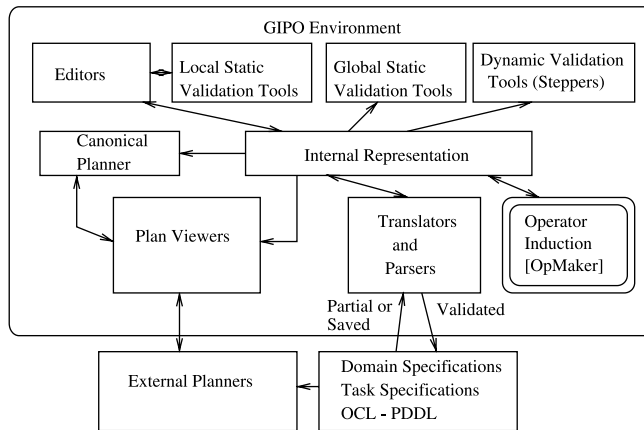 GIPO Environment
Editors
Local Static
Validation Tools
Global Static
Validation Tools
Dynamic Validation
Tools (Steppers)
Canonical
Planner
Internal Representation
Plan Viewers
Translators
and
Parsers
Operator
Induction
[OpMaker]
Partial or
Saved
Validated
External Planners
Domain Specifications
Task Specifications
OCL - PDDL